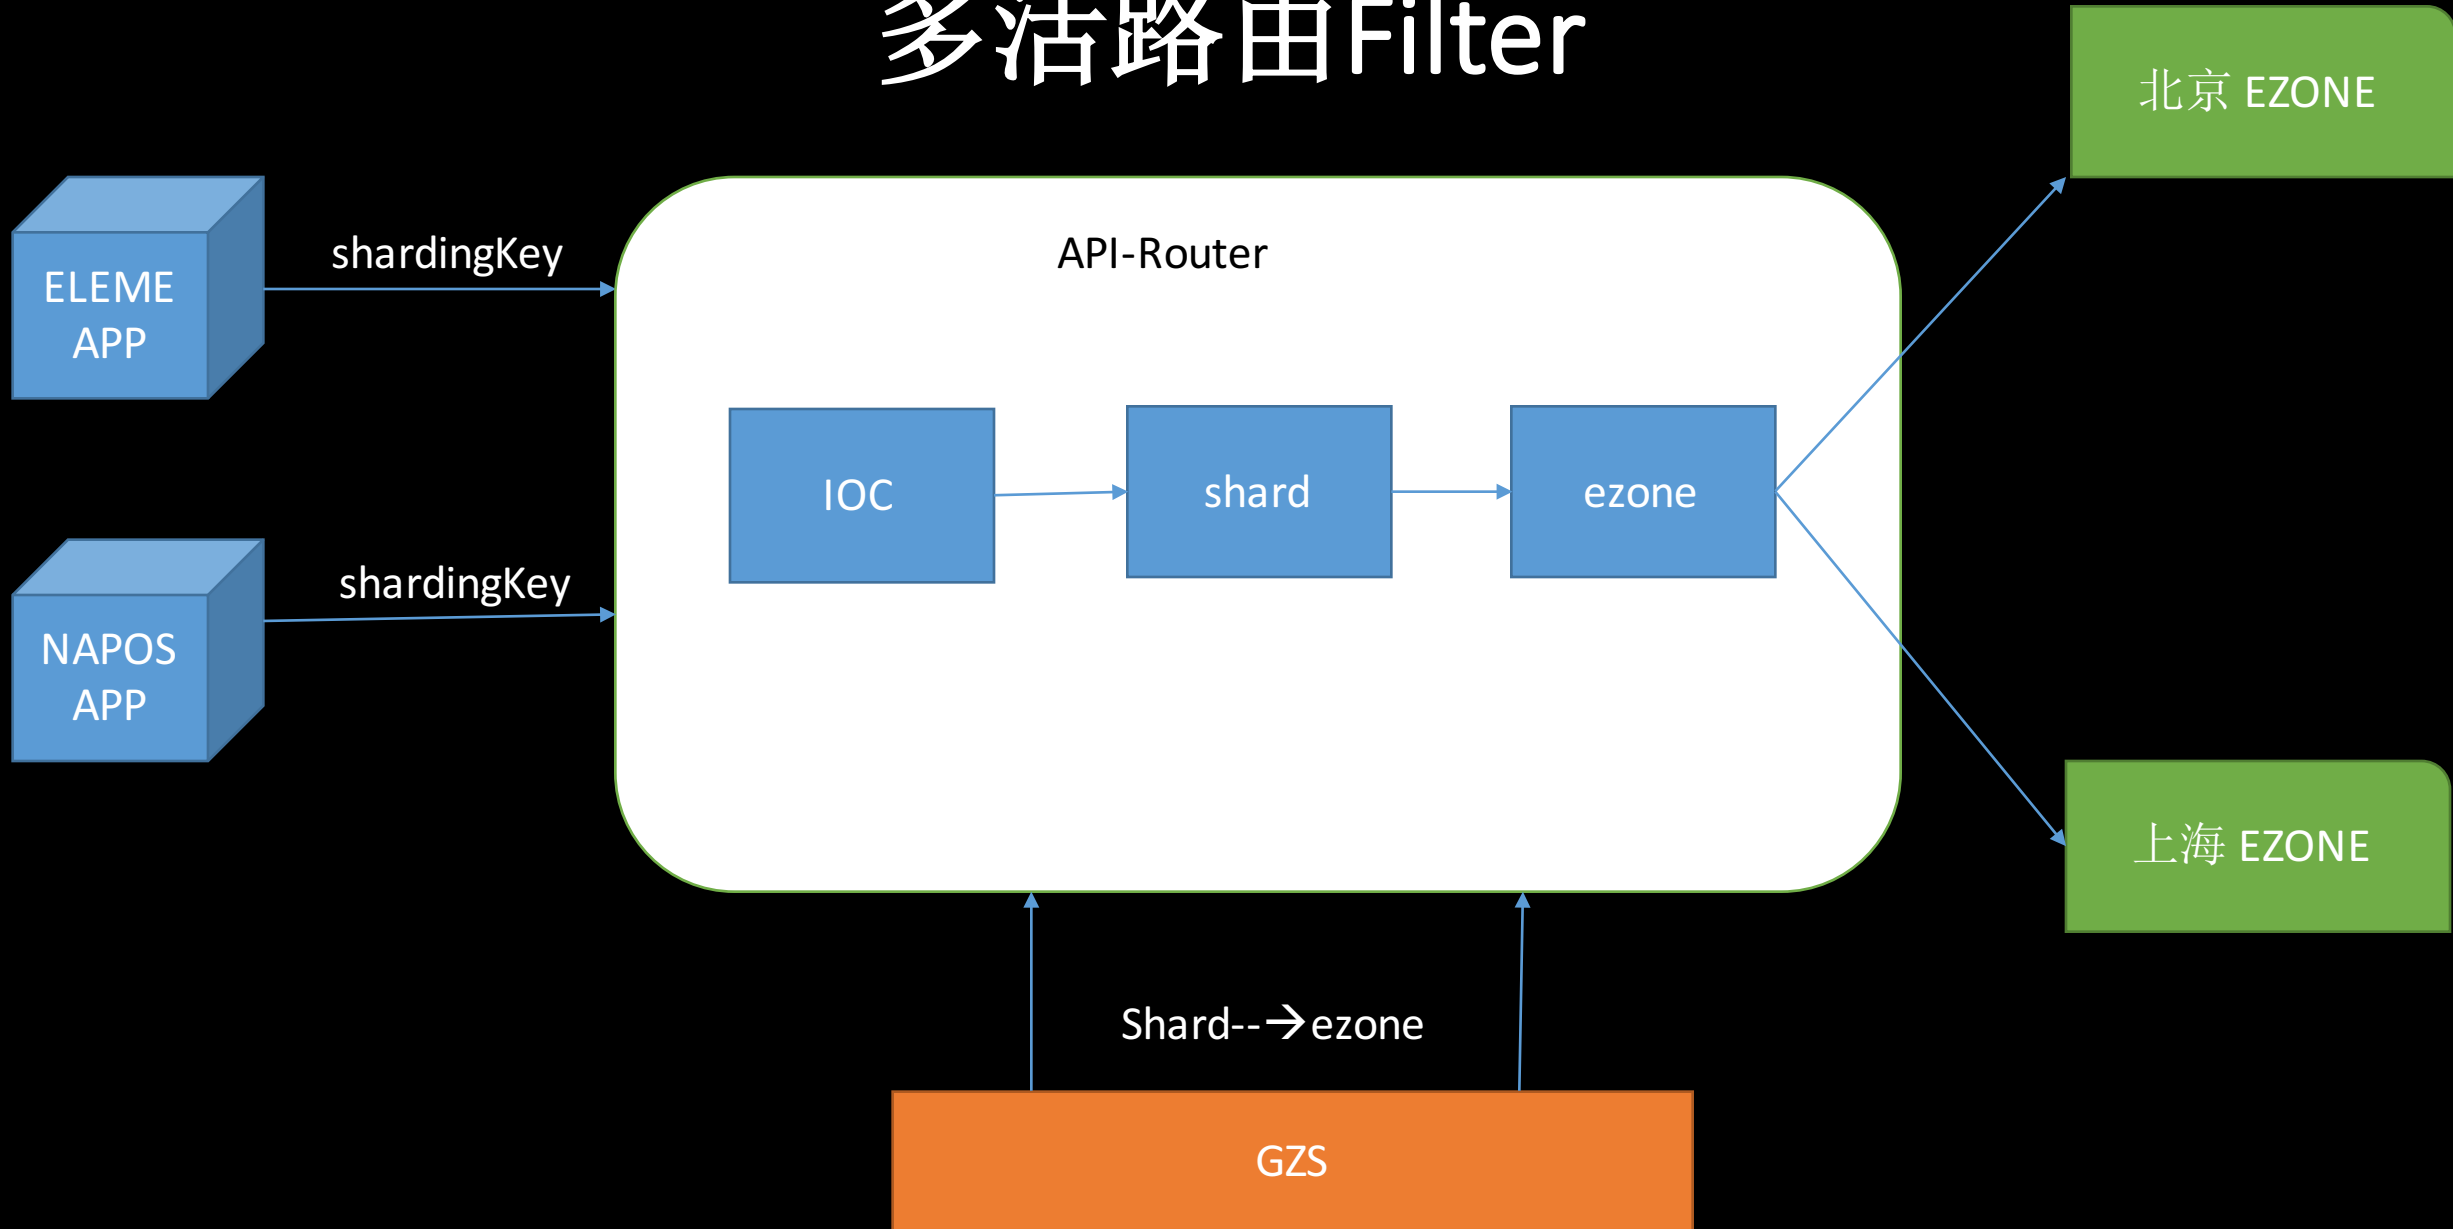 多活路由Filter
北京 EZONE
shardingKey
API-Router
ELEME
APP
IOC
shard
ezone
shardingKey
NAPOS
APP
上海 EZONE
Shard--→ezone
GZS